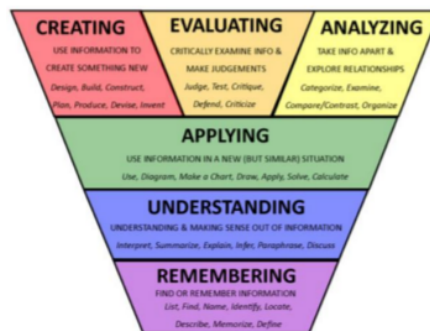 CREATING
USE INFORMATION TO
CREATE SOMETHING NEW
Design, Build, Construct,
Plan, Produce, Devise, Invent
EVALUATING
CRITICALLY EXAMINE INFO &
MAKE JUDGEMENTS
Judge, Test, Critique,
Defend, Criticize
ANALYZING
TAKE INFO APART &
EXPLORE RELATIONSHIPS
Categorize, Examine,
Compare/Contrast, Organize
APPLYING
USE INFORMATION IN A NEW (BUT SIMILAR) SITUATION
Use, Diagram, Make a Chart, Draw, Apply, Solve, Calculate
UNDERSTANDING
UNDERSTANDING & MAKING SENSE OUT OF INFORMATION
Interpret, Summarize, Explain, Infer, Paraphrase, Discuss
REMEMBERING
FIND OR REMEMBER INFORMATION
List, Find, Name, Identify, Locate,
Describe, Memorize, Define